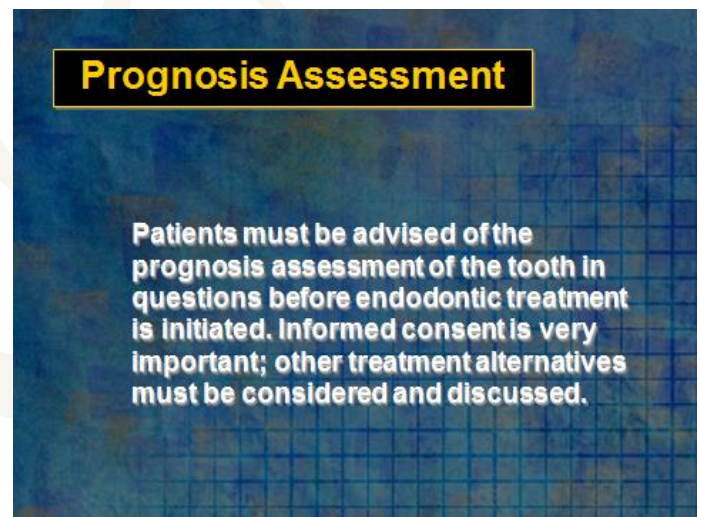 Prognosis Assessment
Patients must be advised of the
prognosis assessment of the tooth in
questions before endodontic treatment
is initiated. Informed consent is very
important; other treatment alternatives
must be considered and discussed.